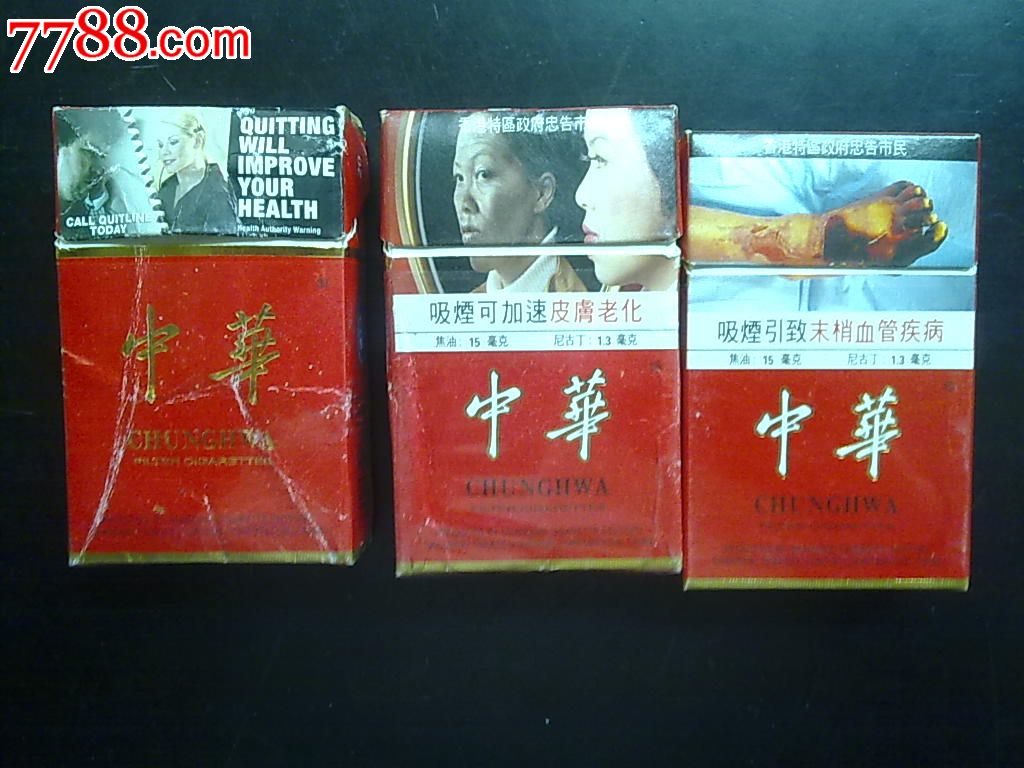 7788.com
QUITTING
WILL
IMPROVE
YOUR
HEALTH
CALL QUITLINE
TODAY
Health Authority Warning
中華
CHUNGHWA
FILTER CIGARETTES
香港特區政府忠告市
吸煙可加速皮膚老化
焦油: 15 毫克 尼古丁: 1.3 毫克
中華
CHUNGHWA
香港特區政府忠告市民
吸煙引致末梢血管疾病
焦油: 15 毫克 尼古丁: 1.3 毫克
中華
CHUNGHWA